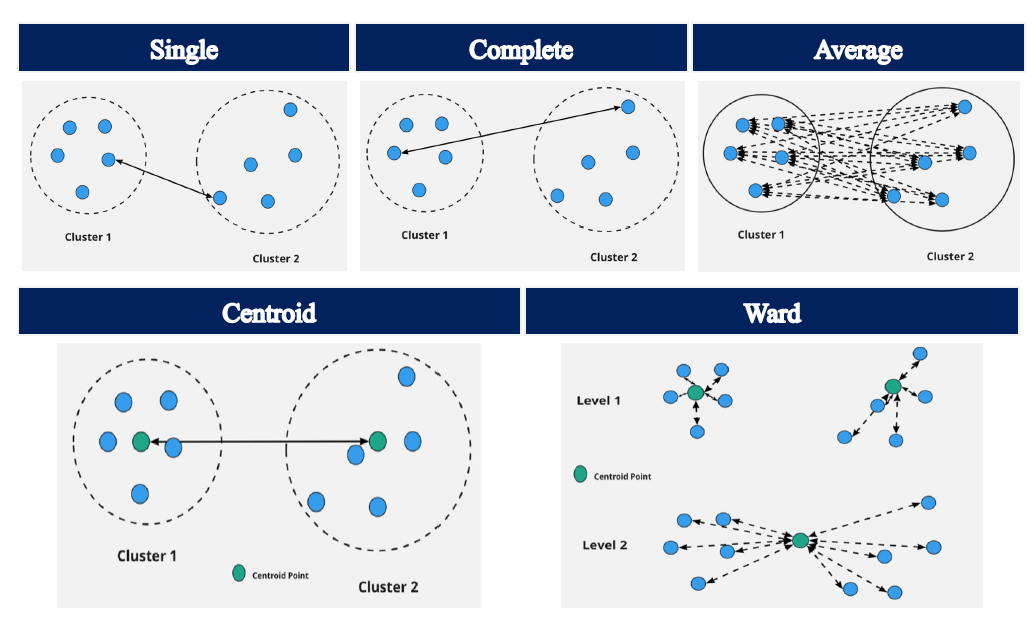 Single
Complete
Average
Cluster 1
Cluster 2
Cluster 1
Cluster 2
Cluster 1
Cluster 2
Centroid
Ward
Cluster 1
Centroid Point
Cluster 2
Level 1
Centroid Point
Level 2